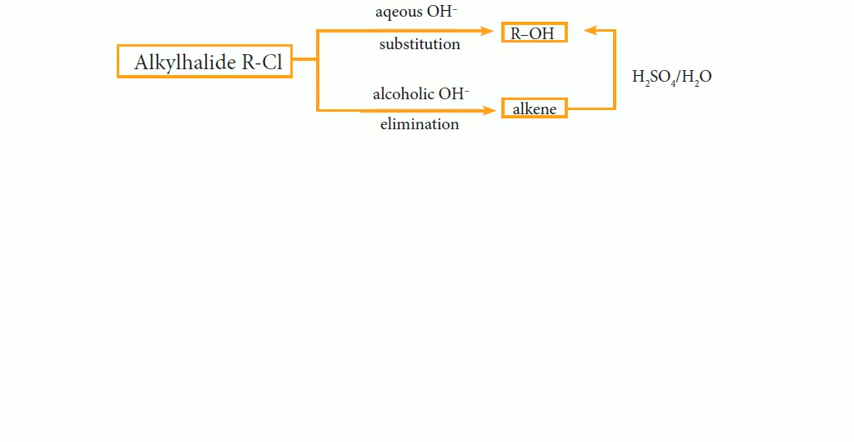 aqeous OH⁻
substitution
R–OH
Alkylhalide R-Cl
H₂SO₄/H₂O
alcoholic OH⁻
elimination
alkene